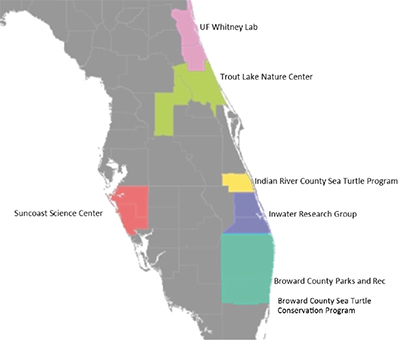 UF Whitney Lab
Trout Lake Nature Center
Indian River County Sea Turtle Program
Suncoast Science Center
Inwater Research Group
Broward County Parks and Rec
Broward County Sea Turtle
Conservation Program